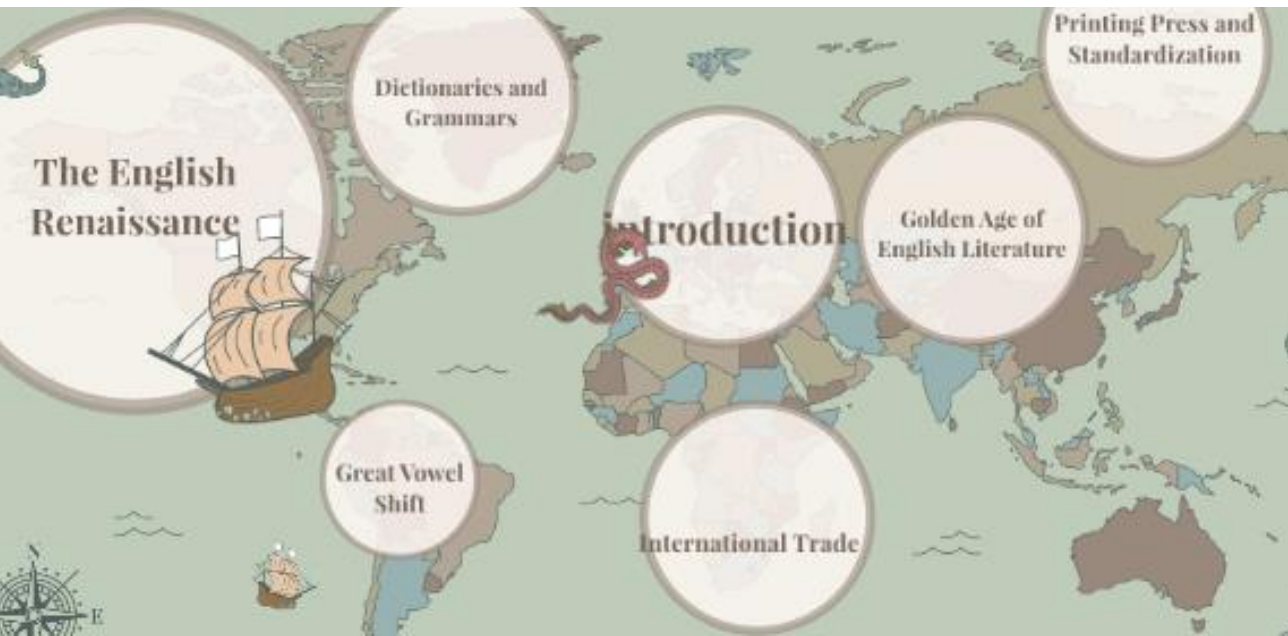 Printing Press and
Standardization
Dictionaries and
Grammars
The English
Renaissance
introduction
Golden Age of
English Literature
Great Vowel
Shift
International Trade
N
E